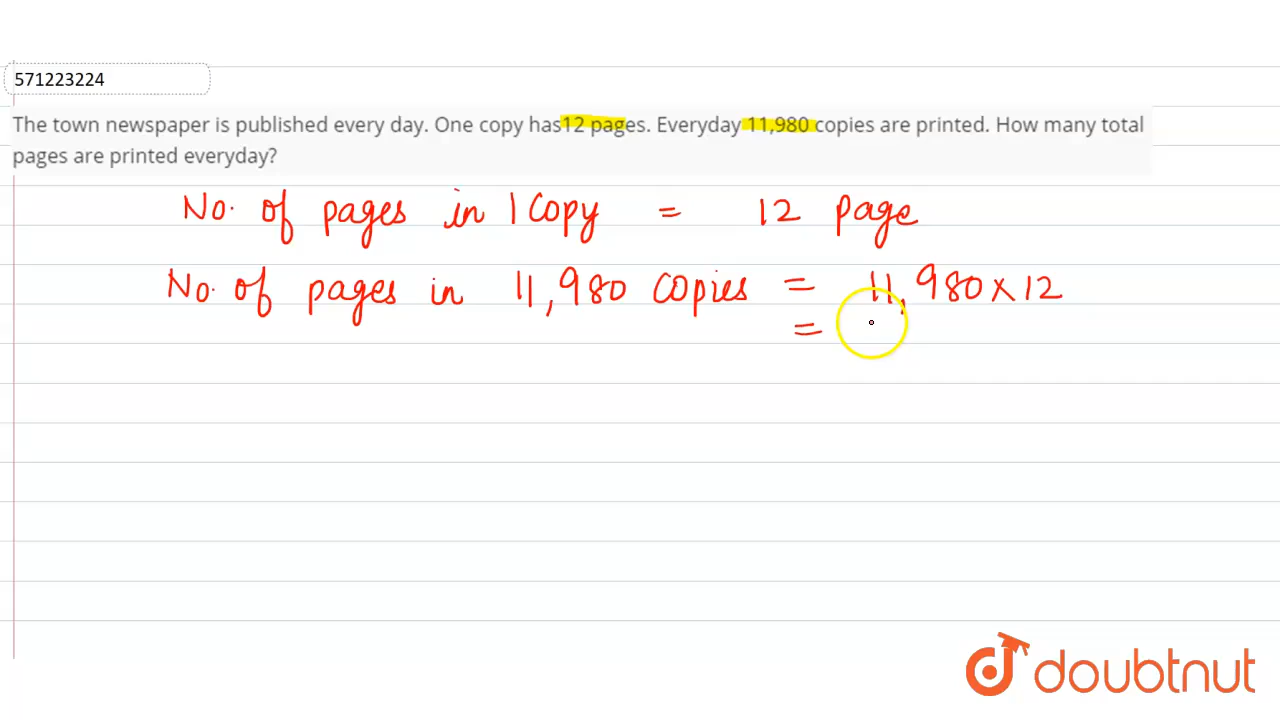 571223224
The town newspaper is published every day. One copy has12 pages. Everyday 11,980 copies are printed. How many total
pages are printed everyday?
No. of pages in 1 Copy = 12 page
No. of pages in 11,980 copies = 11,980 × 12
=
doubtnut